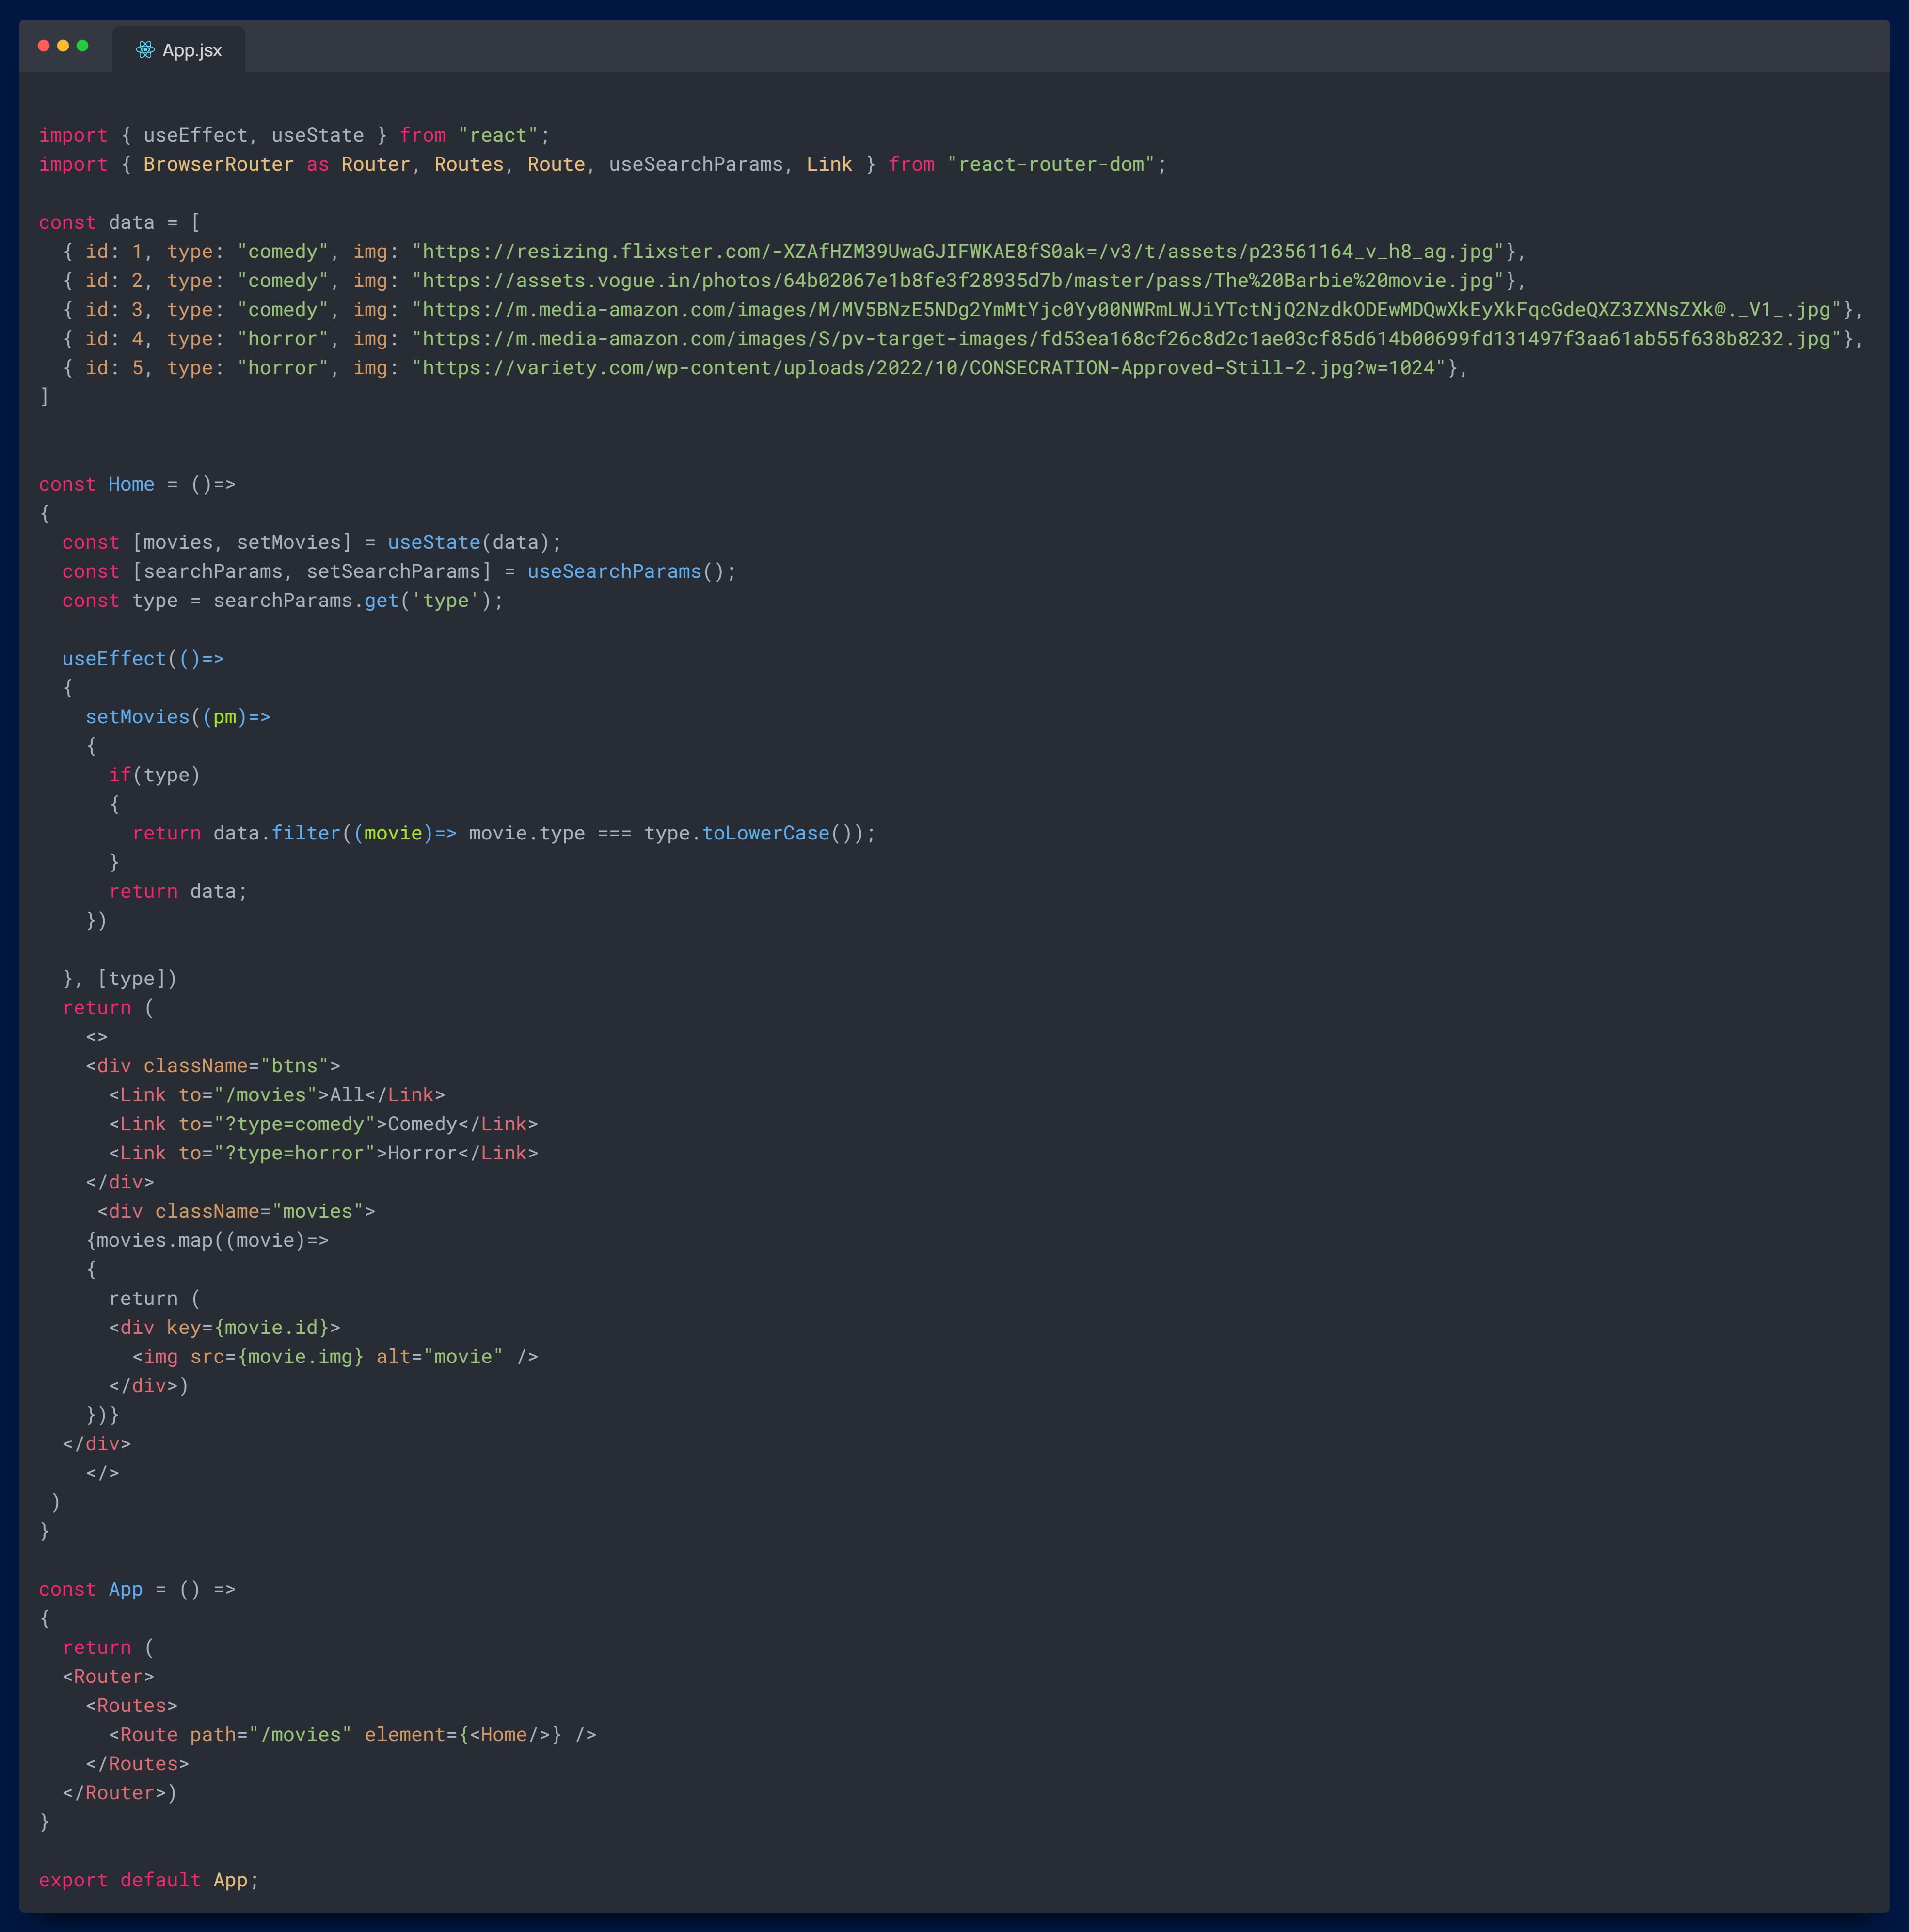 App.jsx
import { useEffect, useState } from "react";
import { BrowserRouter as Router, Routes, Route, useSearchParams, Link } from "react-router-dom";
const data = [
  { id: 1, type: "comedy", img: "https://resizing.flixster.com/-XZAfHZM39UwaGJIFWKAE8fS0ak=/v3/t/assets/p23561164_v_h8_ag.jpg"},
  { id: 2, type: "comedy", img: "https://assets.vogue.in/photos/64b02067e1b8fe3f28935d7b/master/pass/The%20Barbie%20movie.jpg"},
  { id: 3, type: "comedy", img: "https://m.media-amazon.com/images/M/MV5BNzE5NDg2YmMtYjc0Yy00NWRmLWJiYTctNjQ2NzdkODEwMDQwXkEyXkFqcGdeQXZ3ZXNsZXk@._V1_.jpg"},
  { id: 4, type: "horror", img: "https://m.media-amazon.com/images/S/pv-target-images/fd53ea168cf26c8d2c1ae03cf85d614b00699fd131497f3aa61ab55f638b8232.jpg"},
  { id: 5, type: "horror", img: "https://variety.com/wp-content/uploads/2022/10/CONSECRATION-Approved-Still-2.jpg?w=1024"},
]
const Home = ()=>
{
  const [movies, setMovies] = useState(data);
  const [searchParams, setSearchParams] = useSearchParams();
  const type = searchParams.get('type');
  useEffect(()=>
  {
    setMovies((pm)=>
    {
      if(type)
      {
        return data.filter((movie)=> movie.type === type.toLowerCase());
      }
      return data;
    })
  }, [type])
  return (
    <>
    <div className="btns">
      <Link to="/movies">All</Link>
      <Link to="?type=comedy">Comedy</Link>
      <Link to="?type=horror">Horror</Link>
    </div>
     <div className="movies">
    {movies.map((movie)=>
    {
      return (
      <div key={movie.id}>
        <img src={movie.img} alt="movie" />
      </div>)
    })}
  </div>
    </>
 )
}
const App = () =>
{
  return (
  <Router>
    <Routes>
      <Route path="/movies" element={<Home/>} />
    </Routes>
  </Router>)
}
export default App;